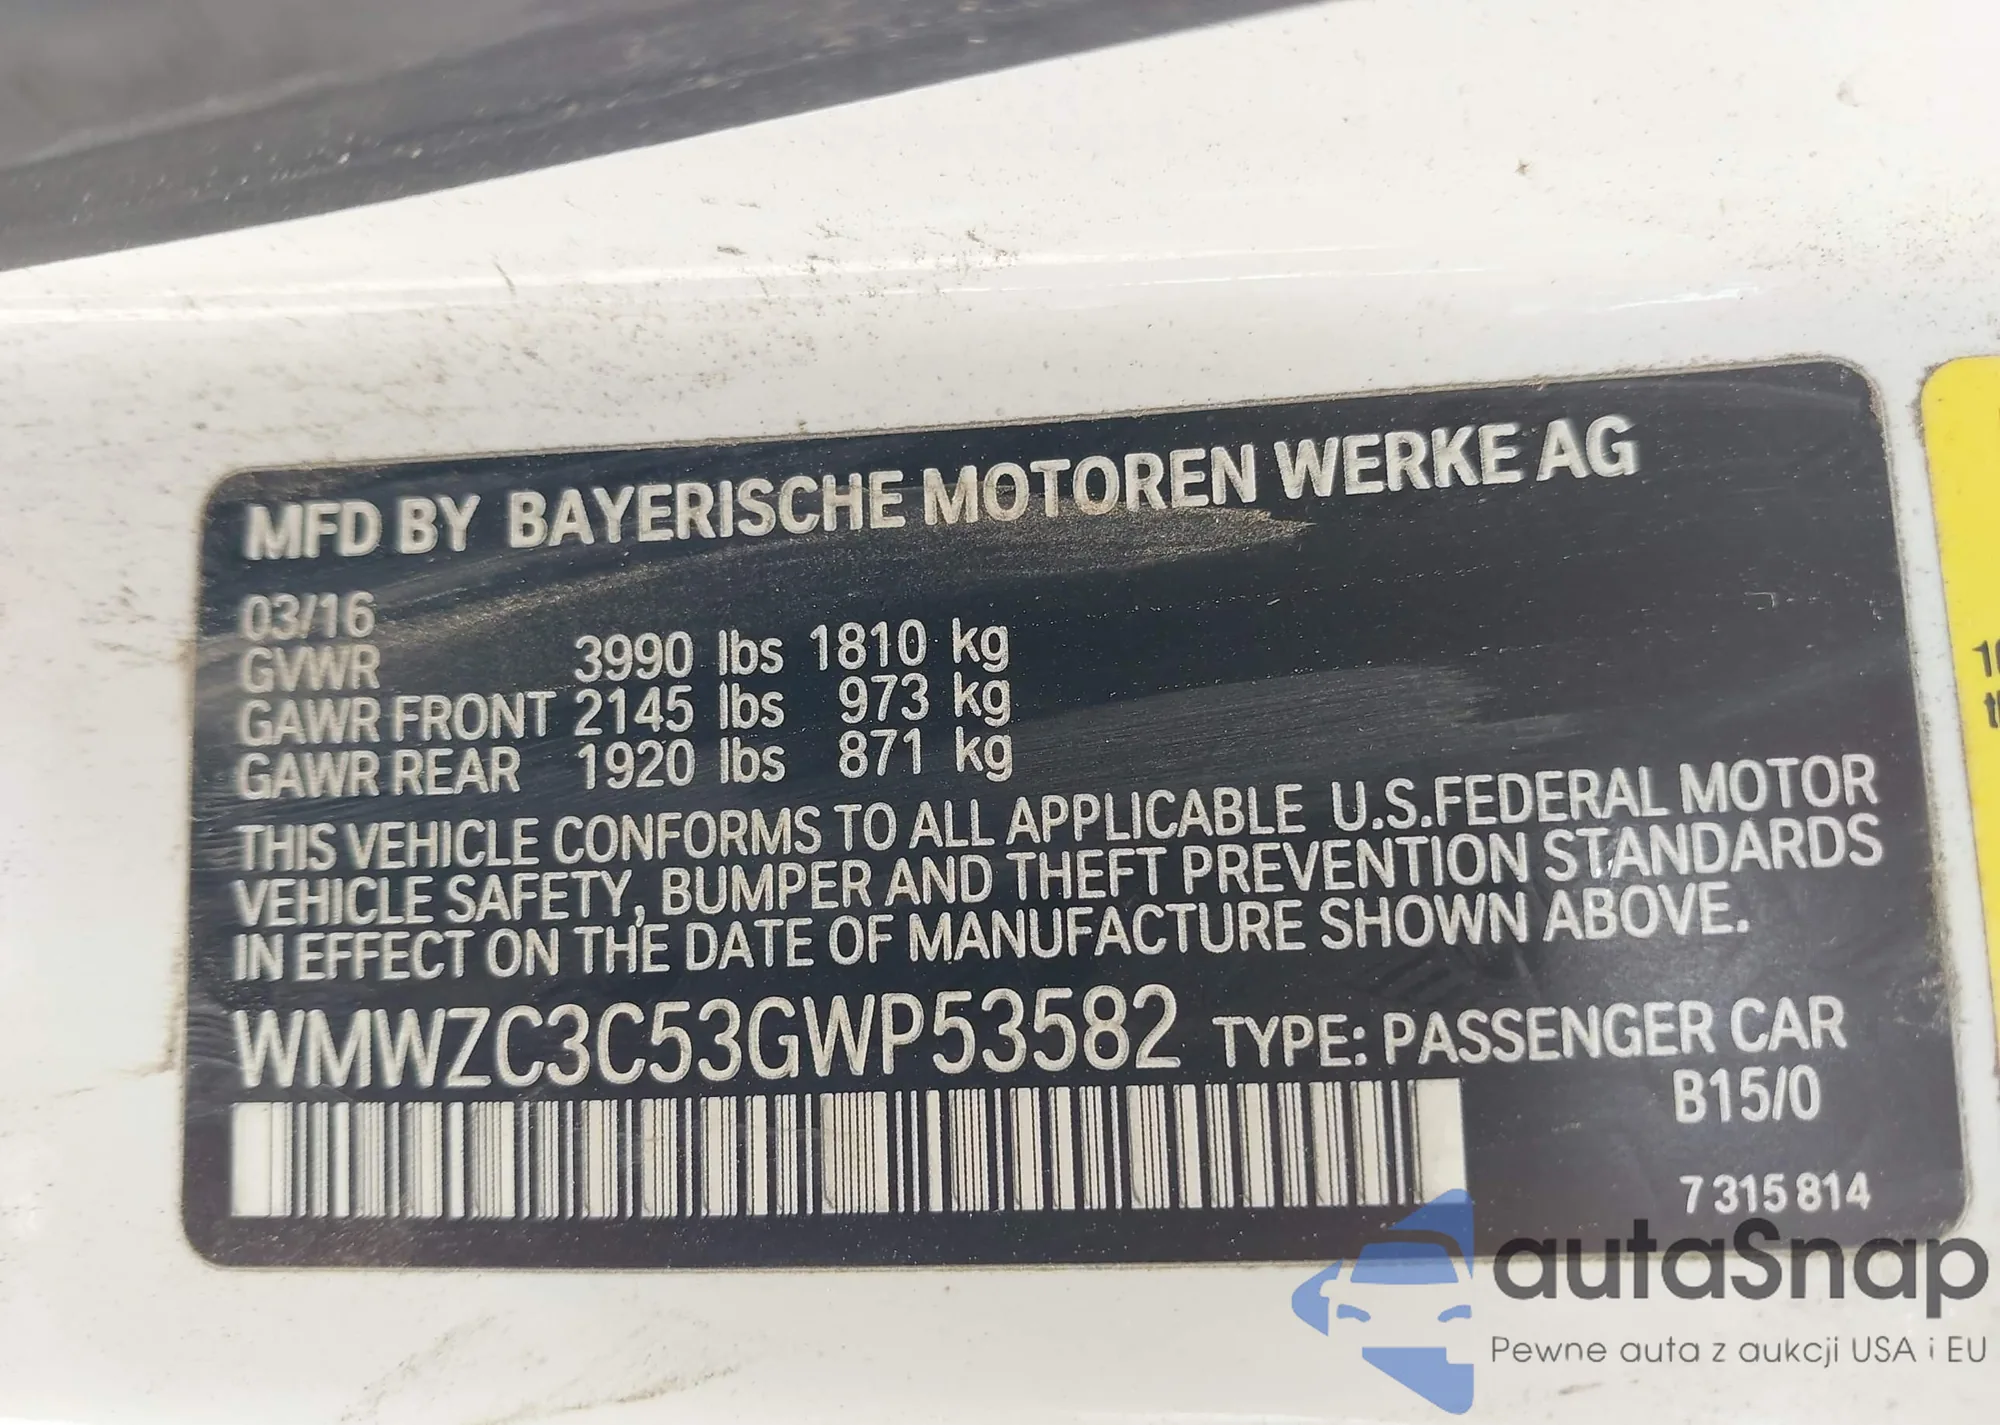 MFD BY BAYERISCHE MOTOREN WERKE AG
03/16
GVWR 3990 lbs 1810 kg
GAWR FRONT 2145 lbs 973 kg
GAWR REAR 1920 lbs 871 kg
THIS VEHICLE CONFORMS TO ALL APPLICABLE U.S.FEDERAL MOTOR
VEHICLE SAFETY, BUMPER AND THEFT PREVENTION STANDARDS
IN EFFECT ON THE DATE OF MANUFACTURE SHOWN ABOVE.
WMWZC3C53GWP53582 TYPE: PASSENGER CAR
B15/0
7 315 814
autaSnap
Pewne auta z aukcji USA i EU